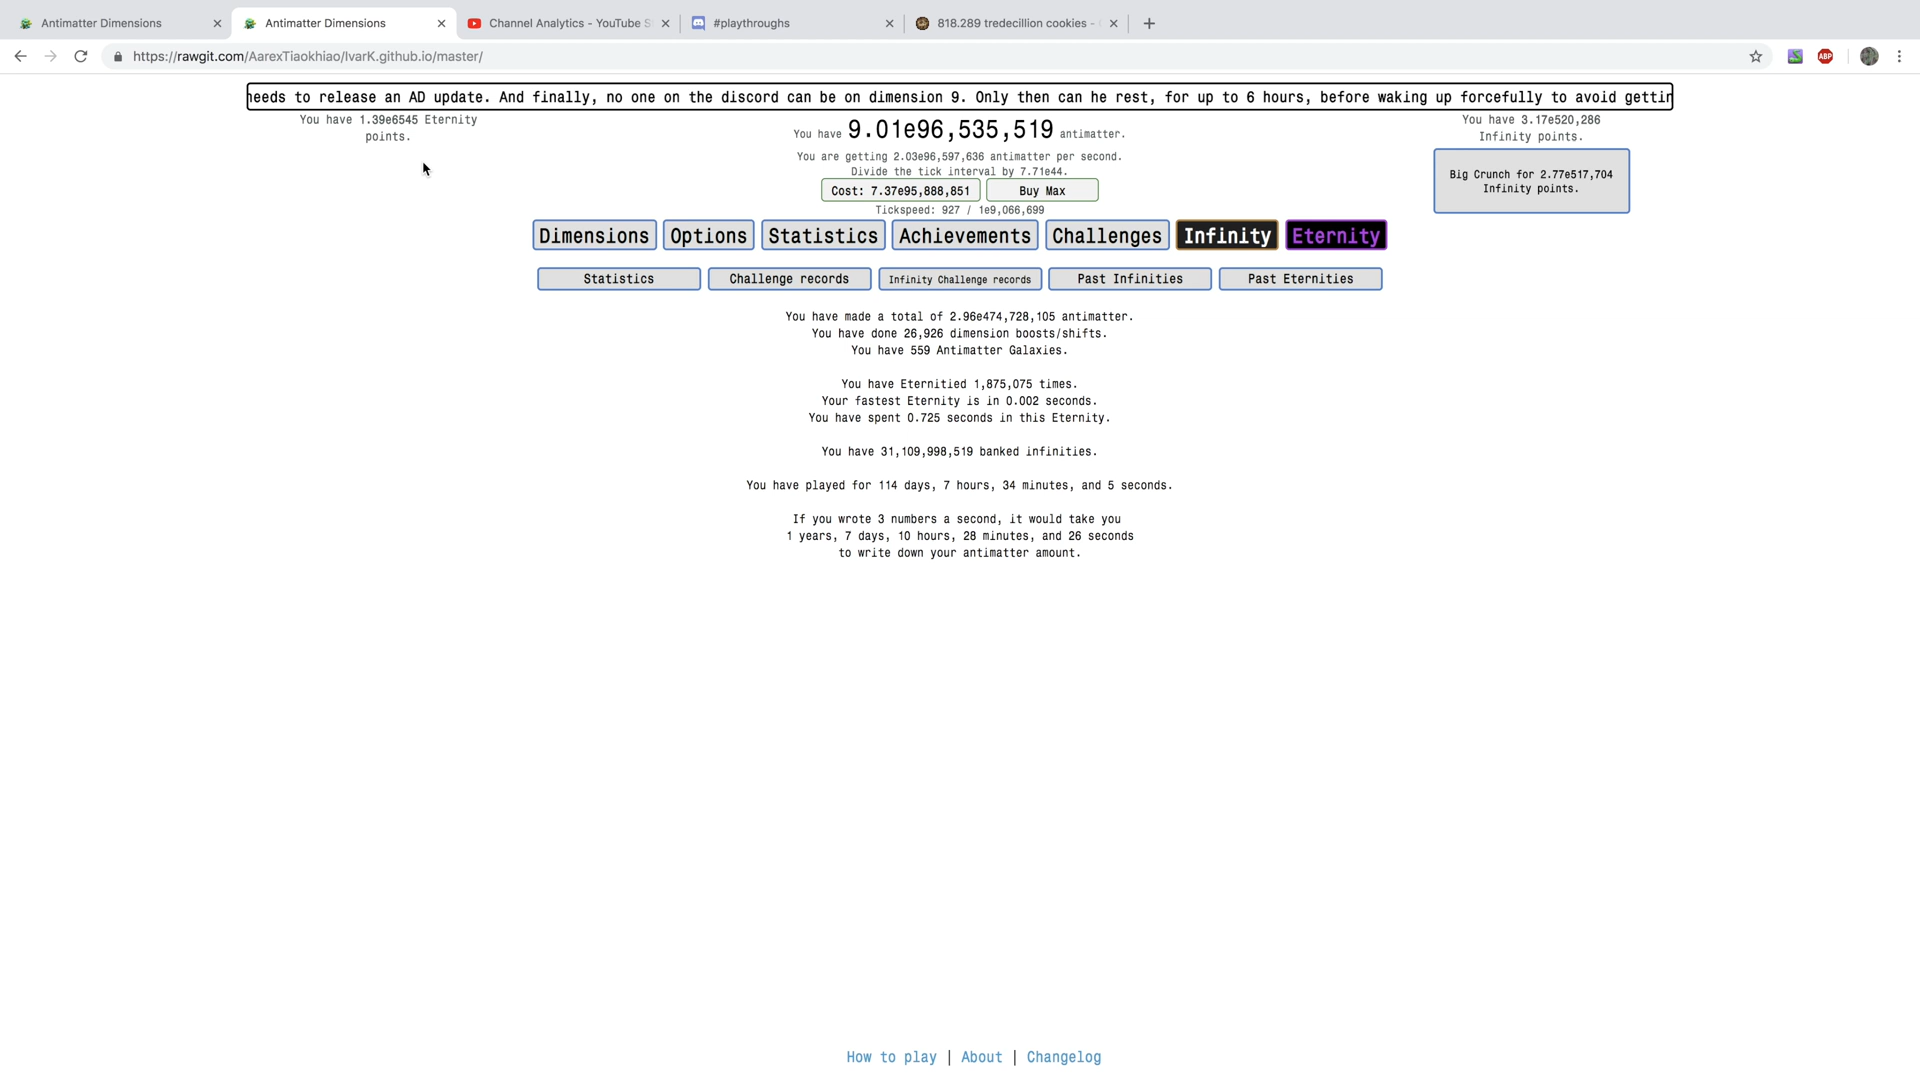 Antimatter Dimensions
Antimatter Dimensions
Channel Analytics - YouTube S
#playthroughs
818.289 tredecillion cookies -
https://rawgit.com/AarexTiaokhiao/IvarK.github.io/master/
ABP
needs to release an AD update. And finally, no one on the discord can be on dimension 9. Only then can he rest, for up to 6 hours, before waking up forcefully to avoid gettin
You have 1.39e6545 Eternity
points.
You have 9.01e96,535,519 antimatter.
You have 3.17e520,286
Infinity points.
You are getting 2.03e96,597,636 antimatter per second.
Divide the tick interval by 7.71e44.
Cost: 7.37e95,888,851
Buy Max
Big Crunch for 2.77e517,704
Infinity points.
Tickspeed: 927 / 1e9,066,699
Dimensions
Options
Statistics
Achievements
Challenges
Infinity
Eternity
Statistics
Challenge records
Infinity Challenge records
Past Infinities
Past Eternities
You have made a total of 2.96e474,728,105 antimatter.
You have done 26,926 dimension boosts/shifts.
You have 559 Antimatter Galaxies.
You have Eternitied 1,875,075 times.
Your fastest Eternity is in 0.002 seconds.
You have spent 0.725 seconds in this Eternity.
You have 31,109,998,519 banked infinities.
You have played for 114 days, 7 hours, 34 minutes, and 5 seconds.
If you wrote 3 numbers a second, it would take you
1 years, 7 days, 10 hours, 28 minutes, and 26 seconds
to write down your antimatter amount.
How to play | About | Changelog